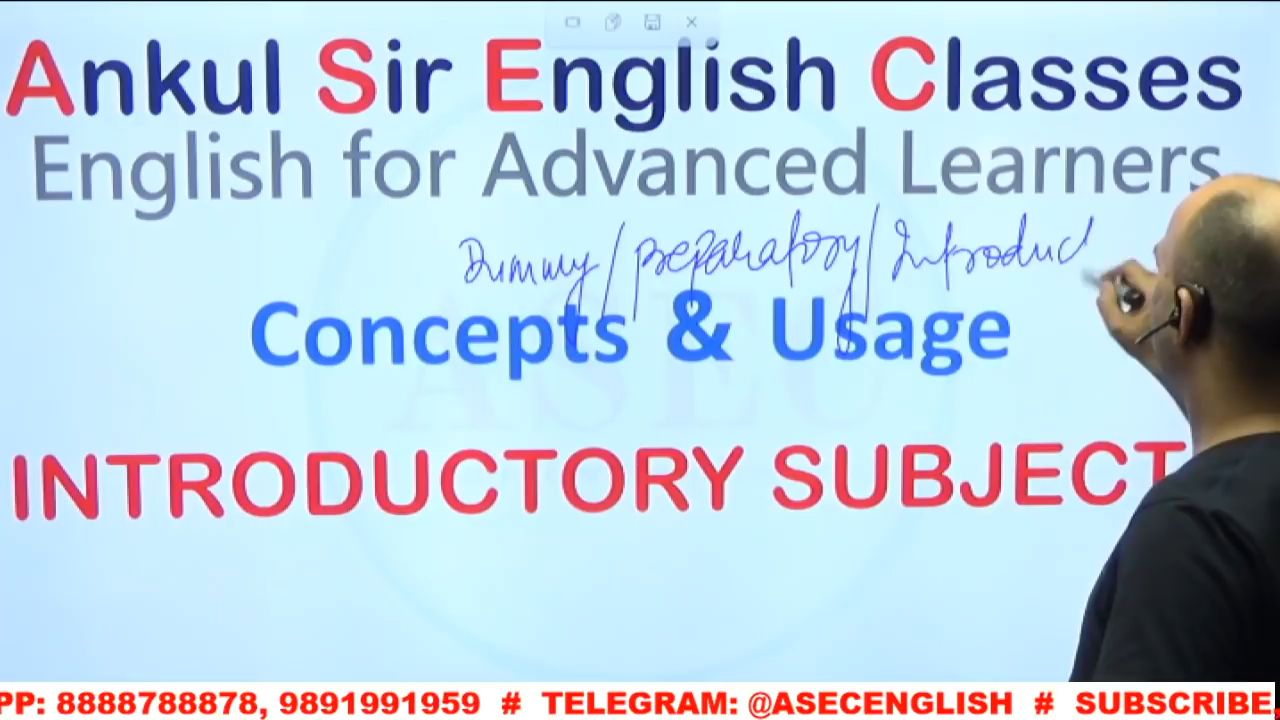 Ankul Sir English Classes
English for Advanced Learners
Dummy/preparatory/Introduc
Concepts & Usage
ASEC
INTRODUCTORY SUBJECT
PP: 8888788878, 9891991959 # TELEGRAM: @ASECENGLISH # SUBSCRIBE,